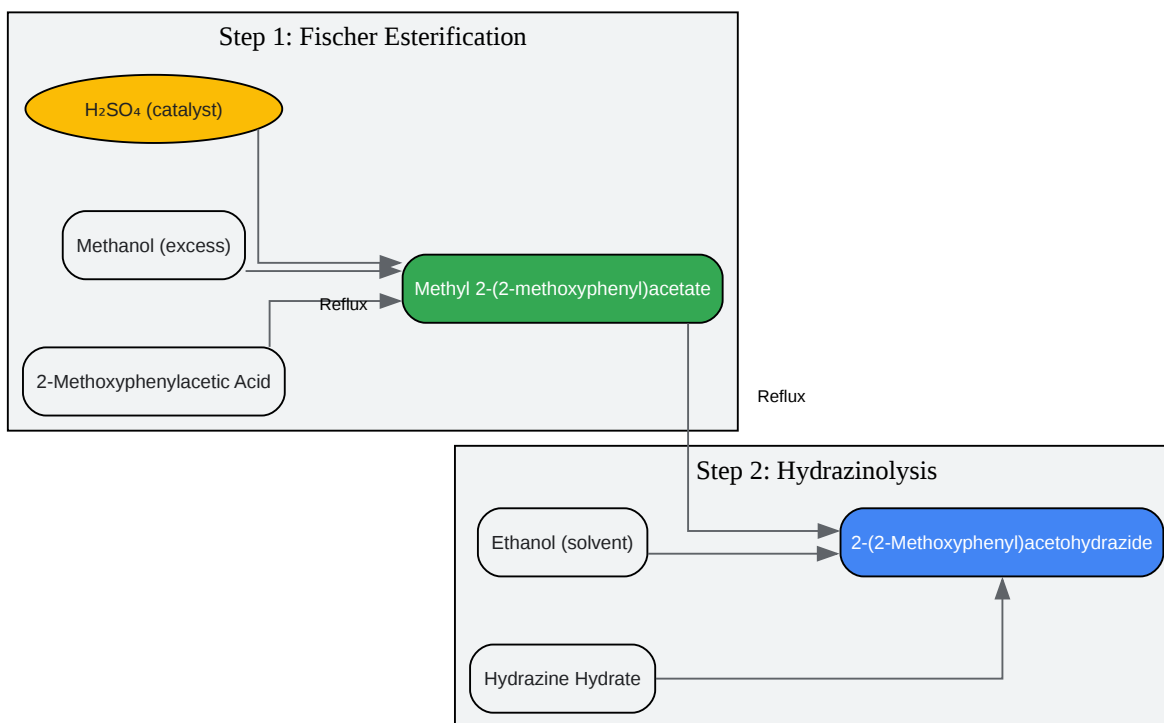 Step 1: Fischer Esterification
H₂SO₄ (catalyst)
Methanol (excess)
Methyl 2-(2-methoxyphenyl)acetate
Reflux
2-Methoxyphenylacetic Acid
Reflux
Step 2: Hydrazinolysis
Ethanol (solvent)
2-(2-Methoxyphenyl)acetohydrazide
Hydrazine Hydrate